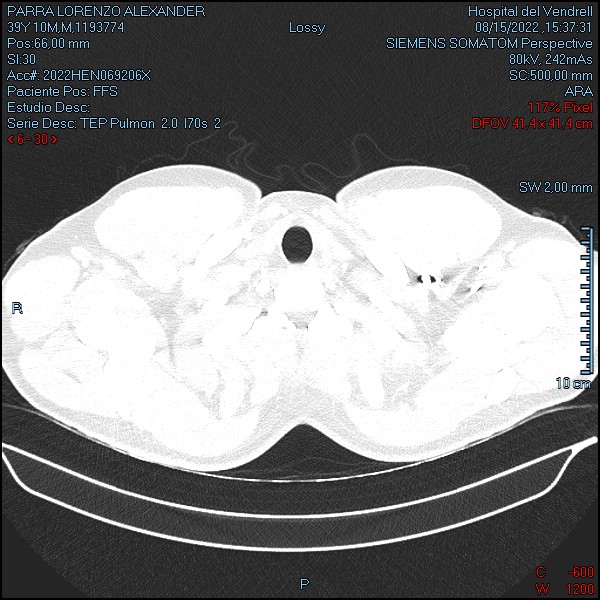 PARRA LORENZO ALEXANDER
39Y 10M,M,1193774
Pos:66,00 mm
SI:30
Acc#: 2022HEN069206X
Paciente Pos: FFS
Estudio Desc:
Serie Desc: TEP Pulmon 2.0 I70s 2
< 6 - 30 >
Lossy
Hospital del Vendrell
08/15/2022 ,15:37:31
SIEMENS SOMATOM Perspective
80kV, 242mAs
SC:500,00 mm
ARA
117% Pixel
DFOV 41,4 x 41,4 cm
SW 2,00 mm
R
10 cm
P
C -600
W 1200